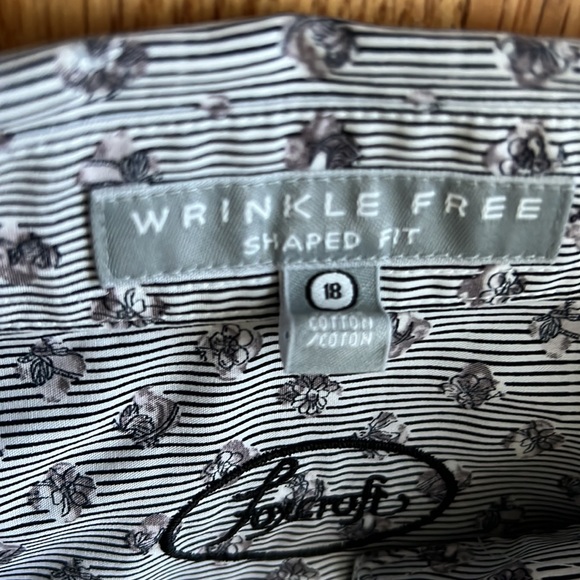 WRINKLE FREE
SHAPED FIT
18
COTTON
/COTON
foxcroft